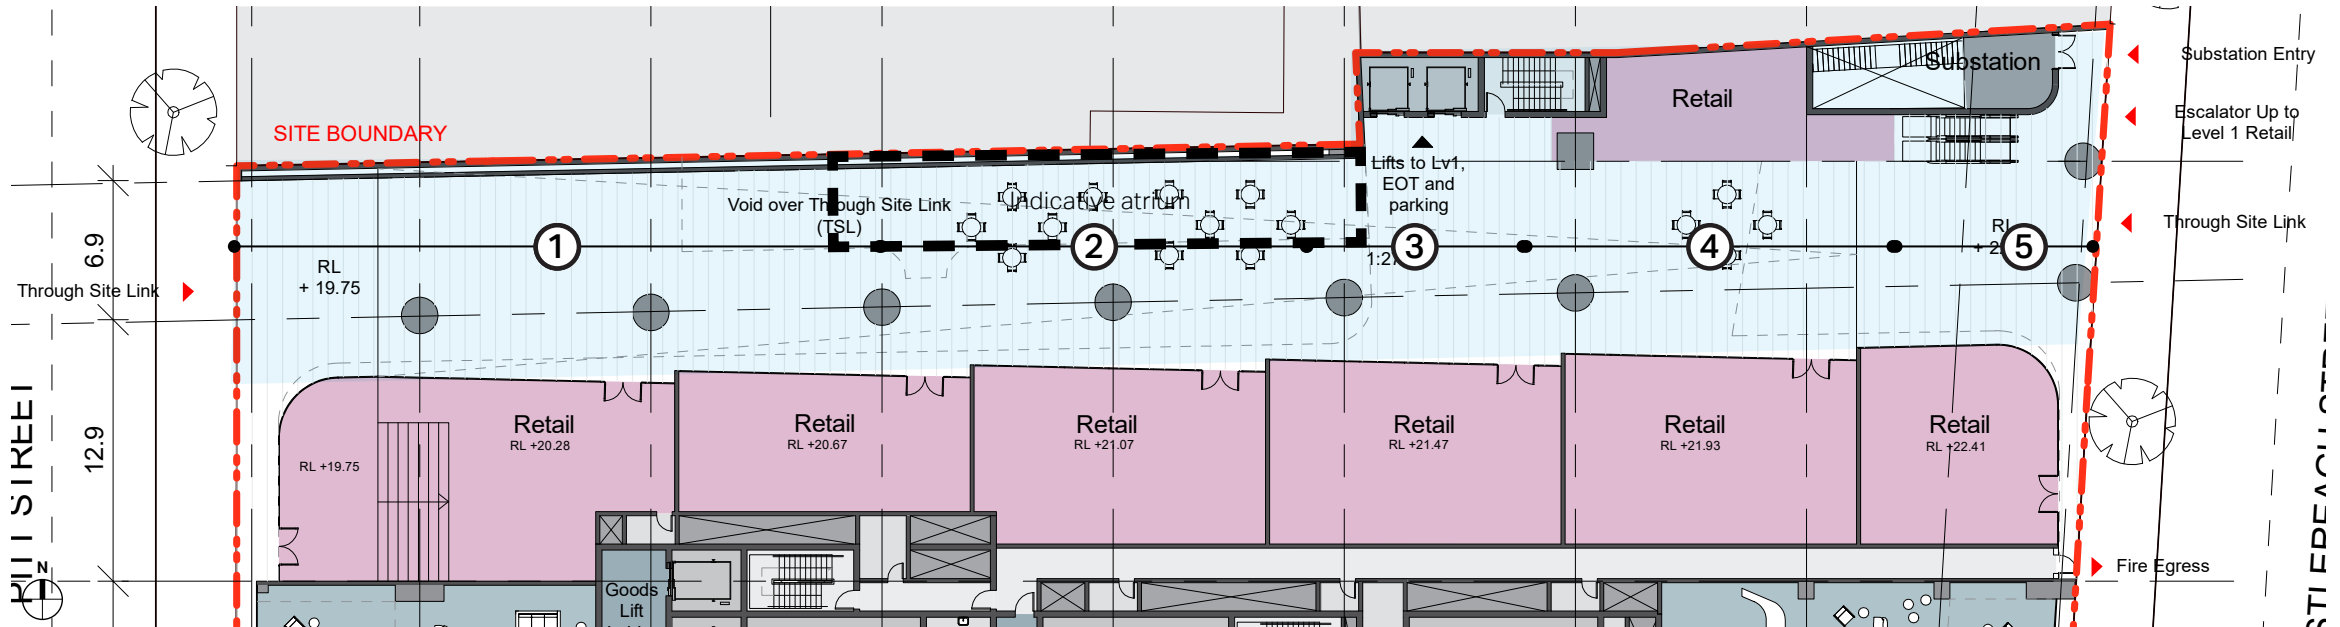 Substation Entry
Substation
Retail
Escalator Up to
Level 1 Retail
SITE BOUNDARY
Lifts to Lv1,
EOT and
parking
Indicative atrium
Void over Through Site Link
(TSL)
Through Site Link
1
2
3
4
5
6.9
RL
+ 19.75
Through Site Link
Retail
RL +20.28
Retail
RL +20.67
Retail
RL +21.07
Retail
RL +21.47
Retail
RL +21.93
Retail
RL +22.41
RL +19.75
12.9
PITT STREET
N
Goods
Lift
Fire Egress